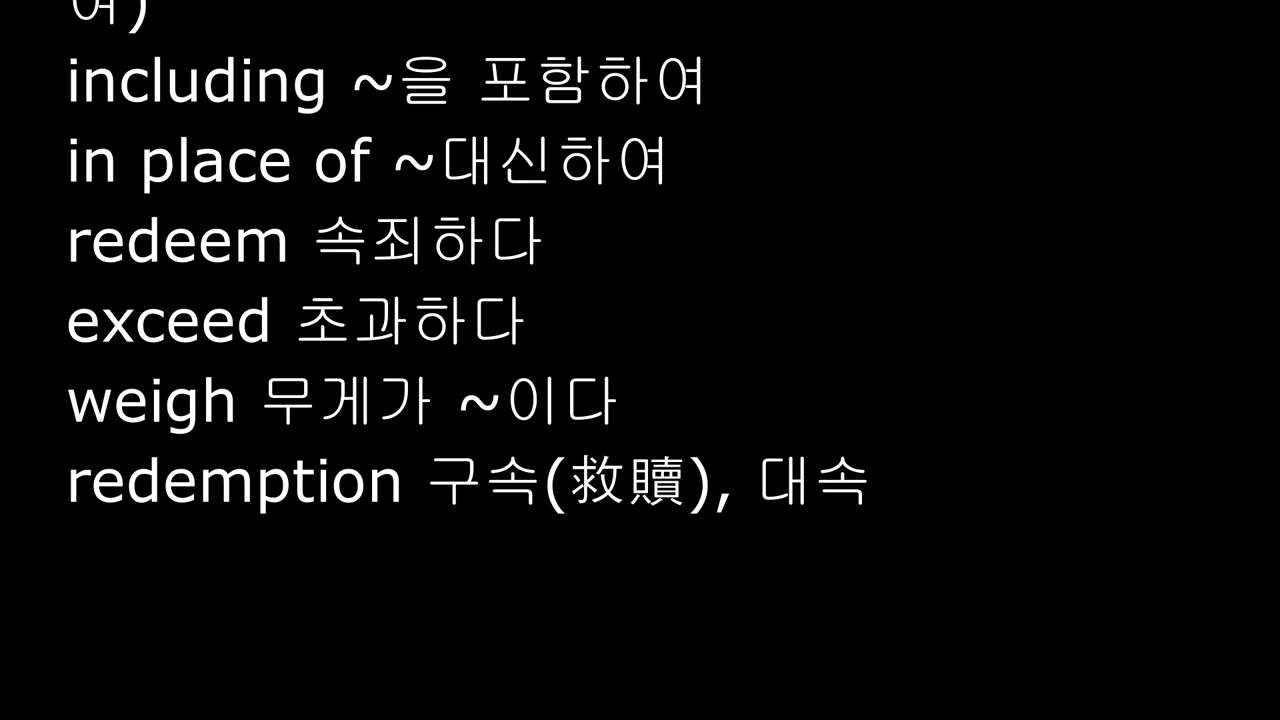 여)
including ~을 포함하여
in place of ~대신하여
redeem 속죄하다
exceed 초과하다
weigh 무게가 ~이다
redemption 구속(救贖), 대속